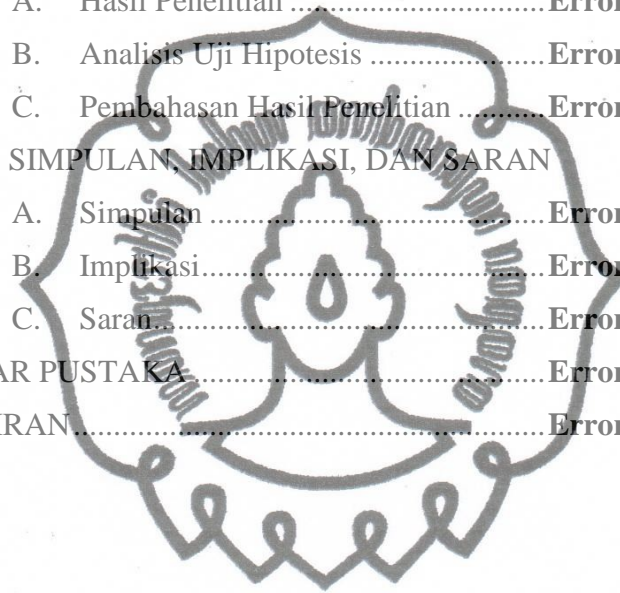 A. Hasil Penelitian ................................ Error
B. Analisis Uji Hipotesis ...................... Error
C. Pembahasan Hasil Penelitian ........... Error
SIMPULAN, IMPLIKASI, DAN SARAN
A. Simpulan ........................................ Error
B. Implikasi......................................... Error
C. Saran.............................................. Error
AR PUSTAKA ............................................. Error
IRAN........................................................... Error